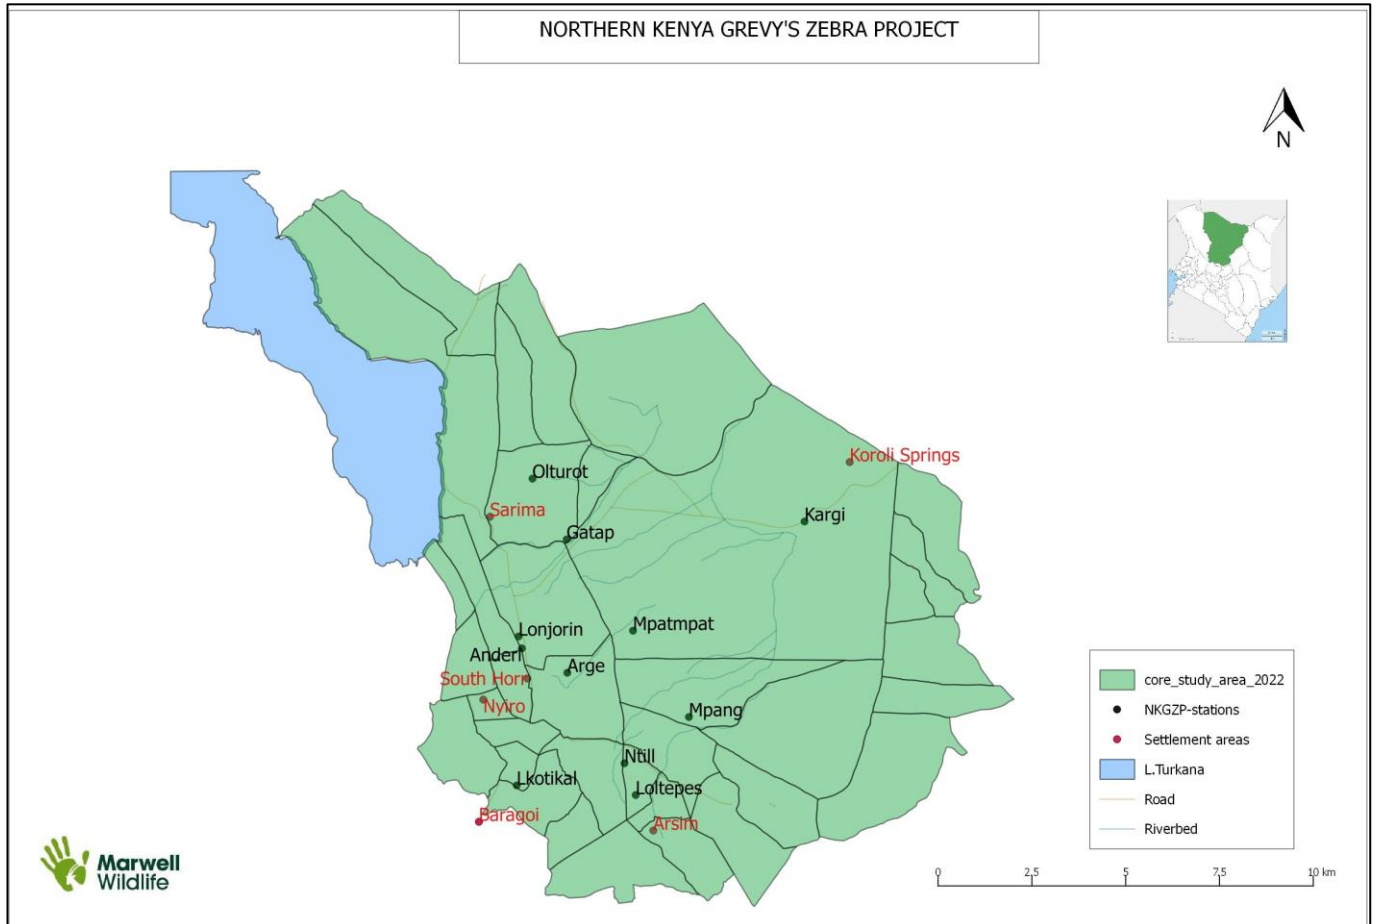 NORTHERN KENYA GREVY'S ZEBRA PROJECT
N
Koroli Springs
Olturot
Sarima
Kargi
Gatap
Lonjorin
Mpatmpat
Anderi
Arge
South Horr
Nyiro
Mpang
Ntill
Lkotikal
Loltepes
Baragoi
Arsim
core_study_area_2022
NKGZP-stations
Settlement areas
L.Turkana
Road
Riverbed
Marwell
Wildlife
0 2,5 5 7,5 10 km